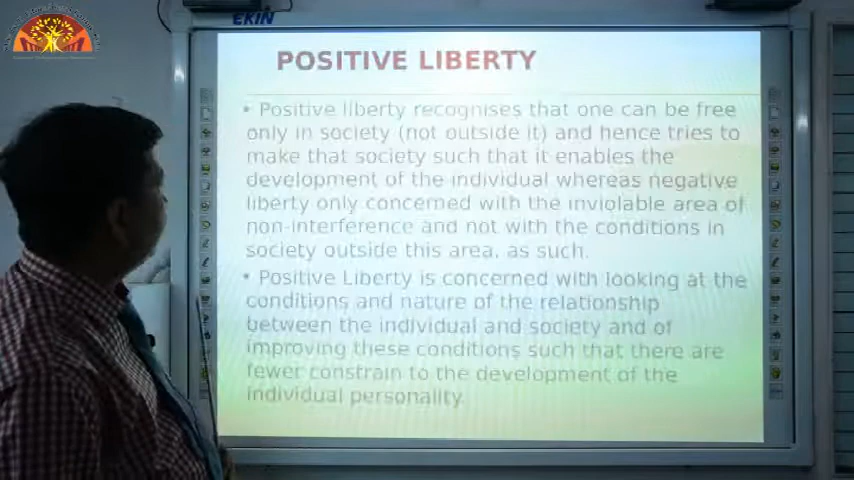 EKIN
POSITIVE LIBERTY
• Positive liberty recognises that one can be free
only in society (not outside it) and hence tries to
make that society such that it enables the
development of the individual whereas negative
liberty only concerned with the inviolable area of
non-interference and not with the conditions in
society outside this area, as such.
• Positive Liberty is concerned with looking at the
conditions and nature of the relationship
between the individual and society and of
improving these conditions such that there are
fewer constrain to the development of the
individual personality.